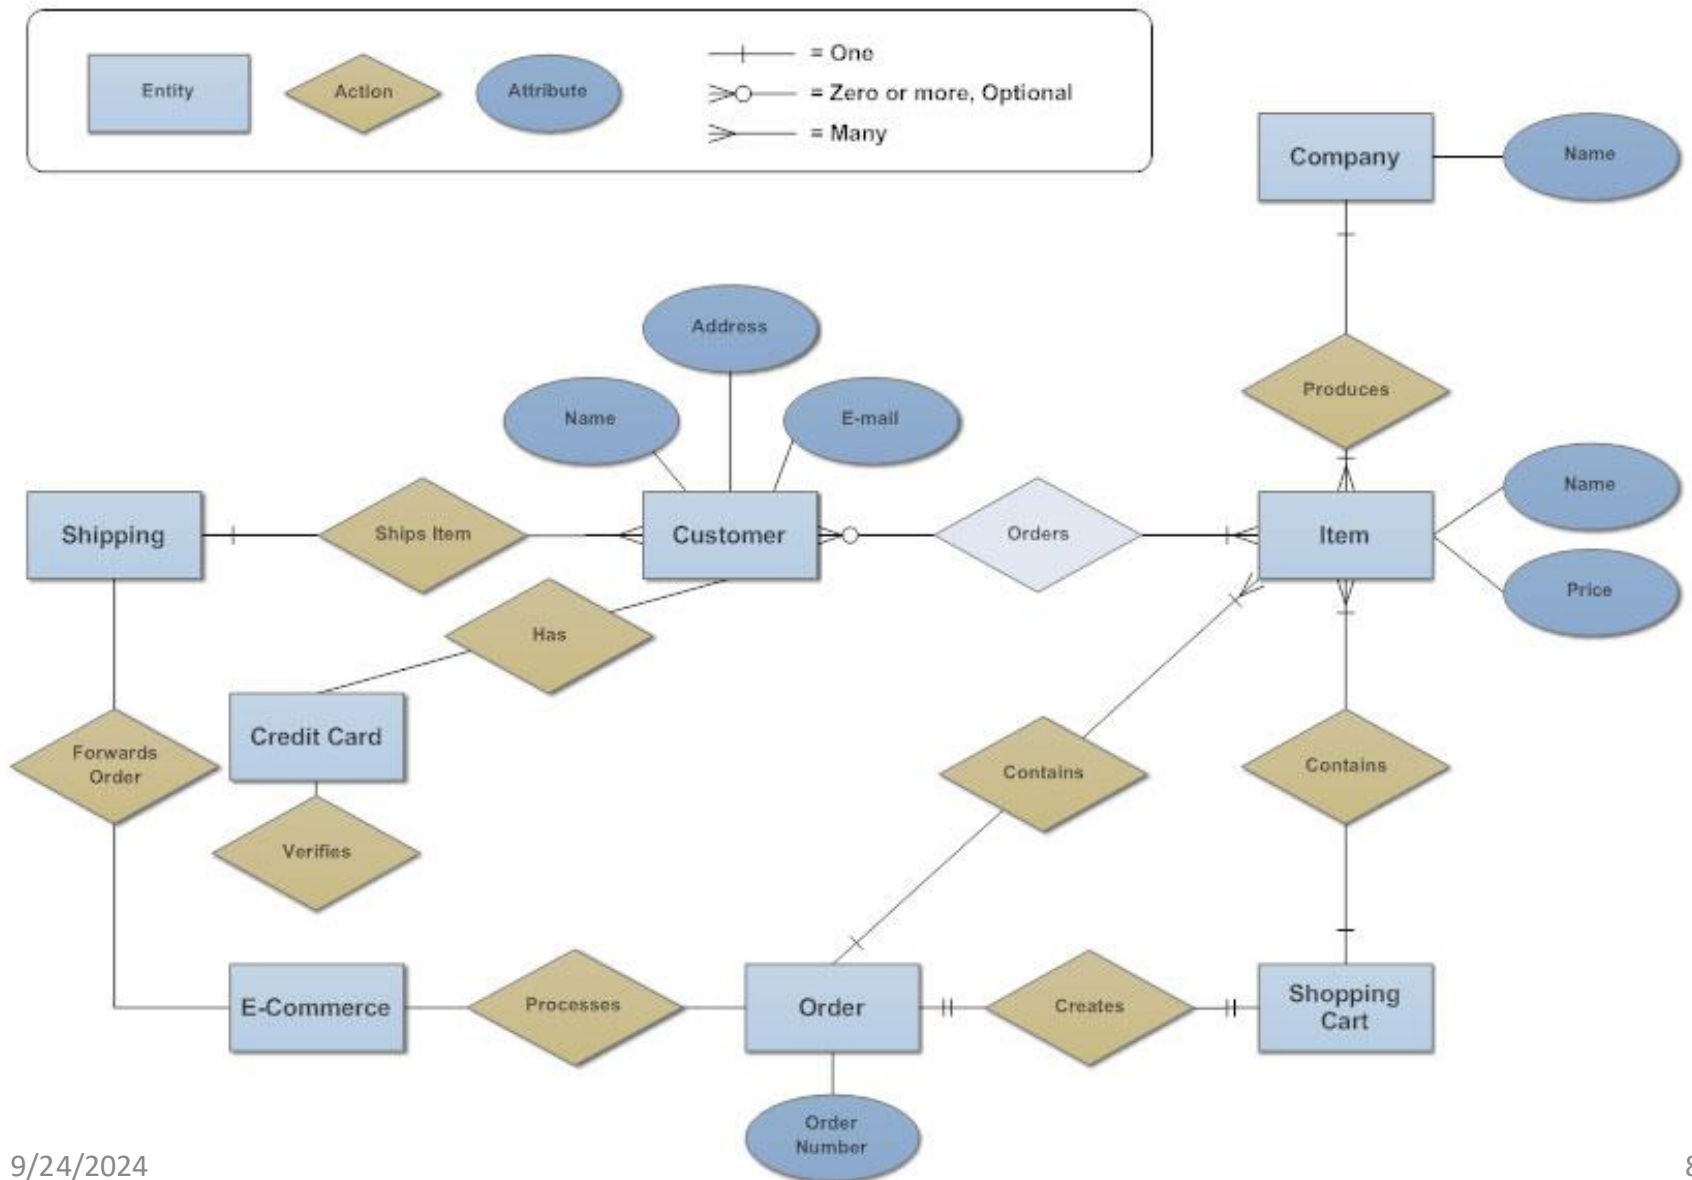 Entity
Action
Attribute
= One
= Zero or more, Optional
= Many
Company
Name
Produces
Address
Name
E-mail
Shipping
Ships Item
Customer
Orders
Item
Name
Price
Has
Credit Card
Forwards
Order
Verifies
Contains
Contains
E-Commerce
Processes
Order
Creates
Shopping
Cart
Order
Number
9/24/2024
8